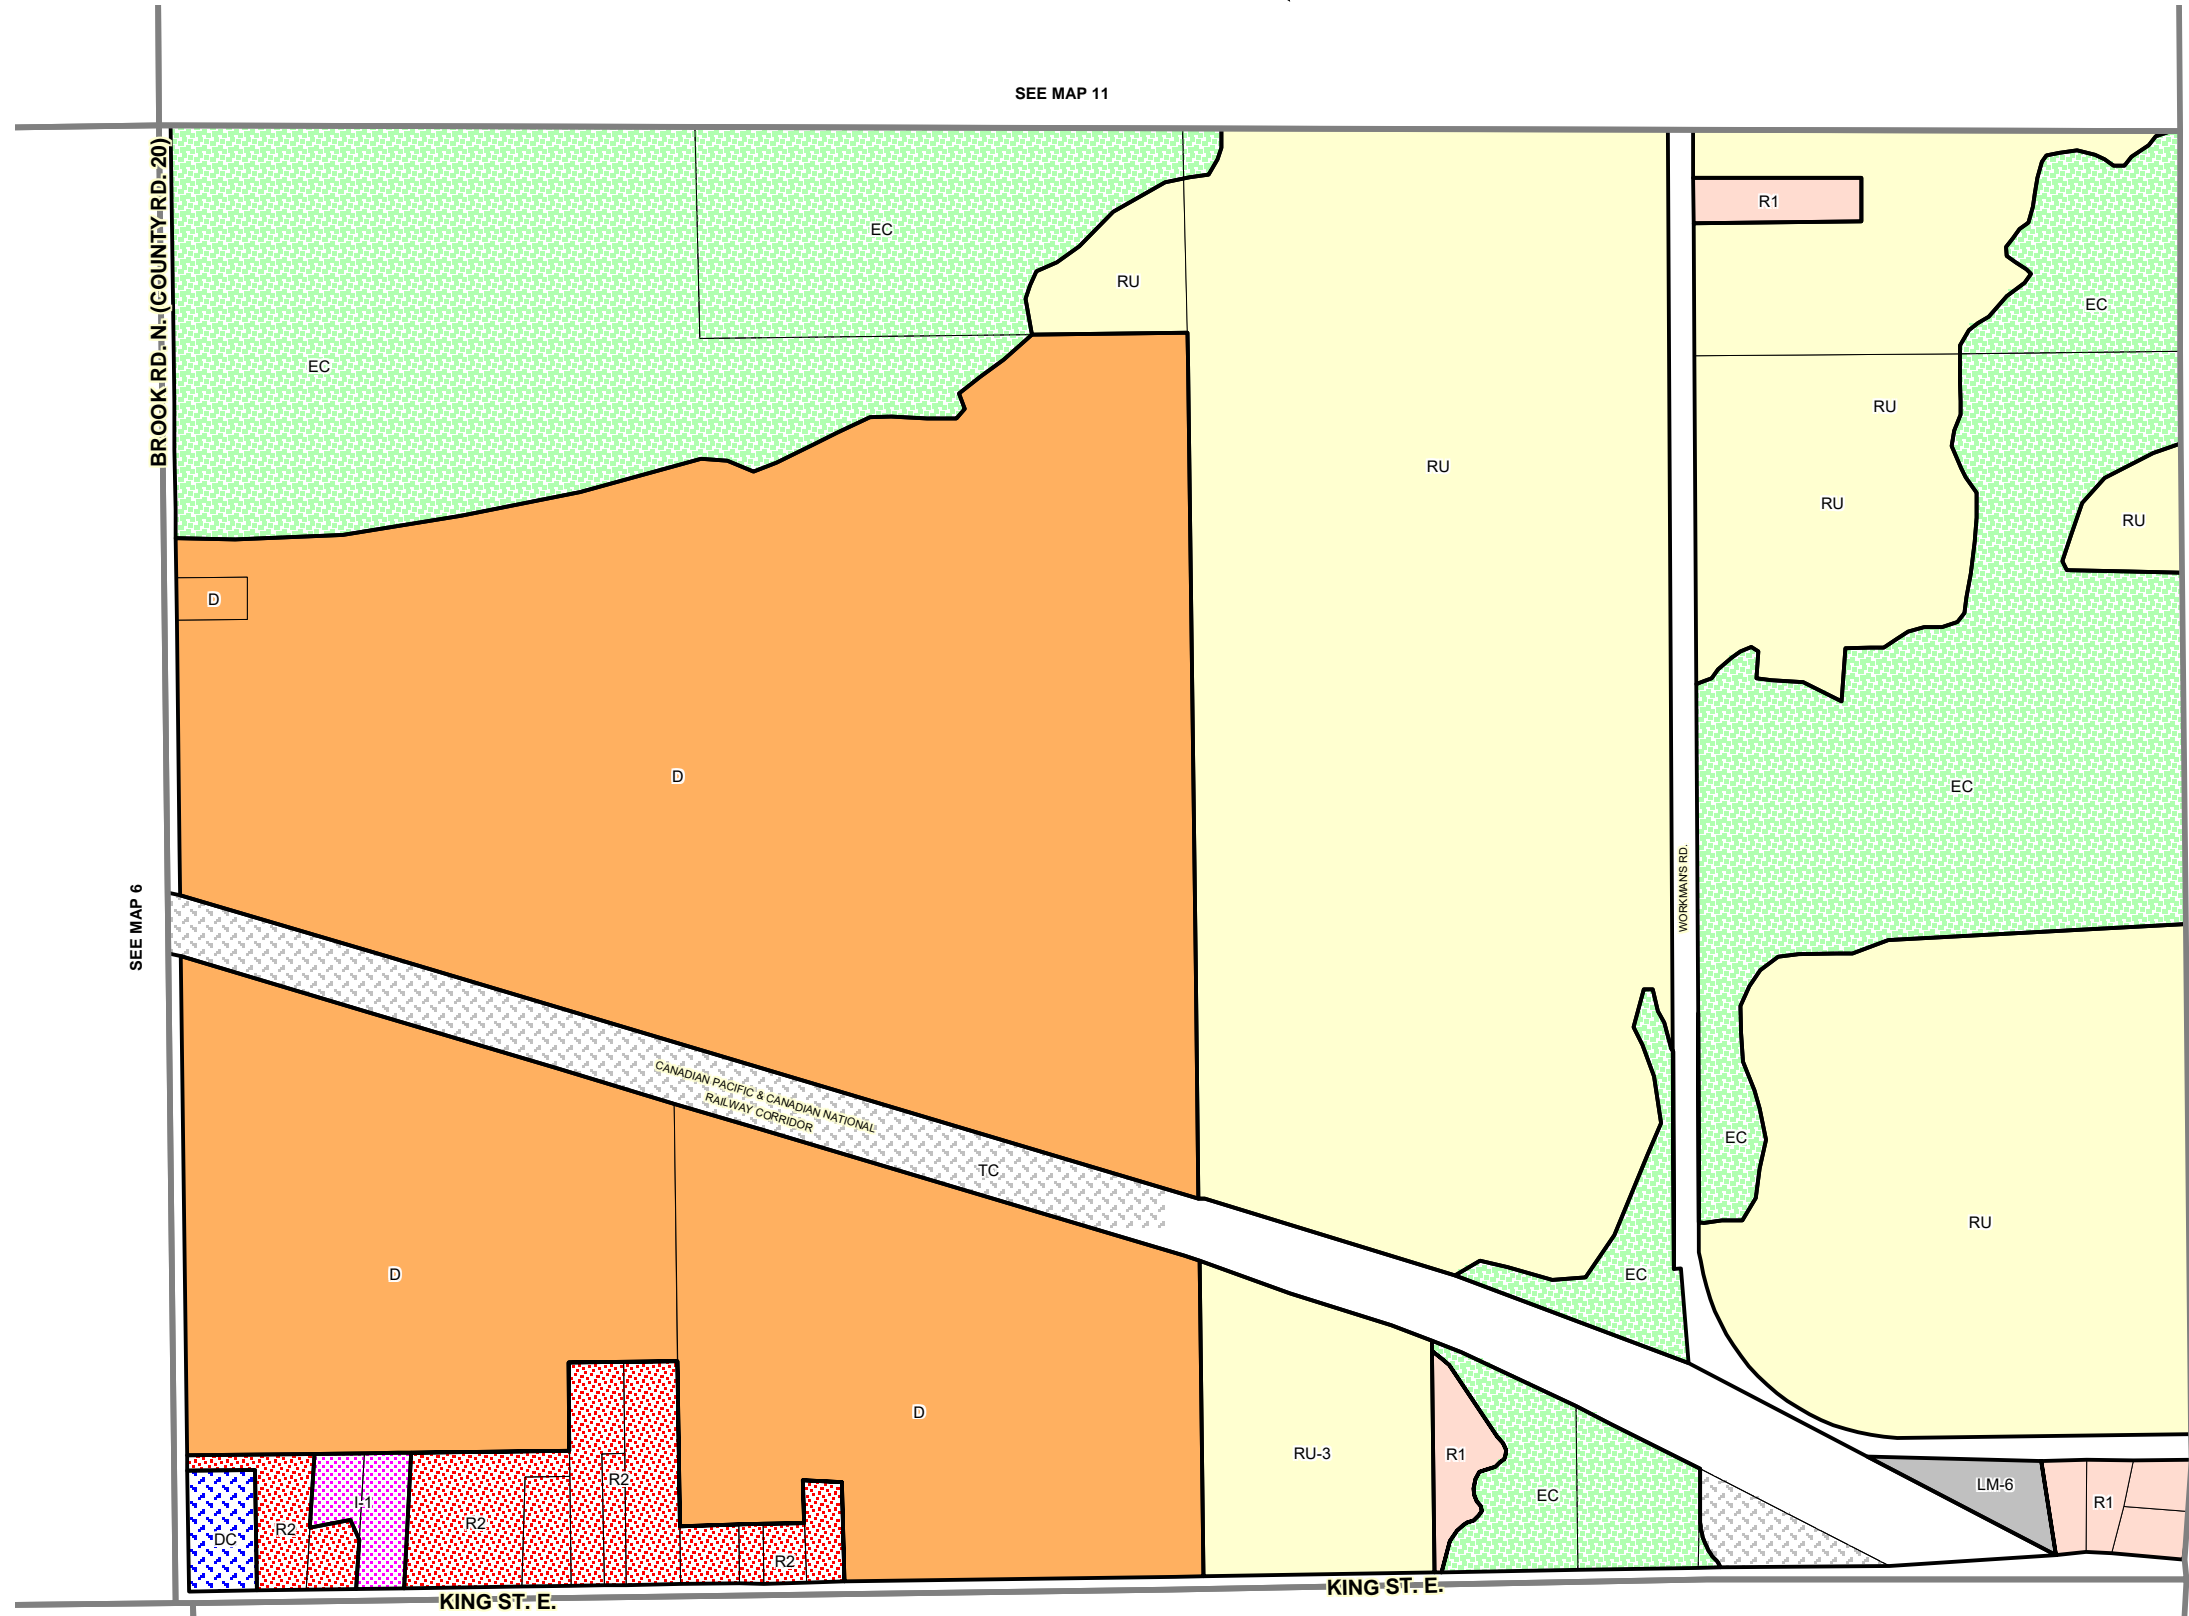 SEE MAP 11
BROOK RD. N. (COUNTY RD. 20)
R1
EC
RU
EC
EC
RU
RU
RU
RU
D
D
EC
WORKMAN'S RD.
SEE MAP 6
CANADIAN PACIFIC & CANADIAN NATIONAL
RAILWAY CORRIDOR
TC
EC
RU
D
EC
D
RU-3
R1
EC
LM-6
R1
R2
I-1
R2
R2
DC
R2
KING ST. E.
KING ST. E.